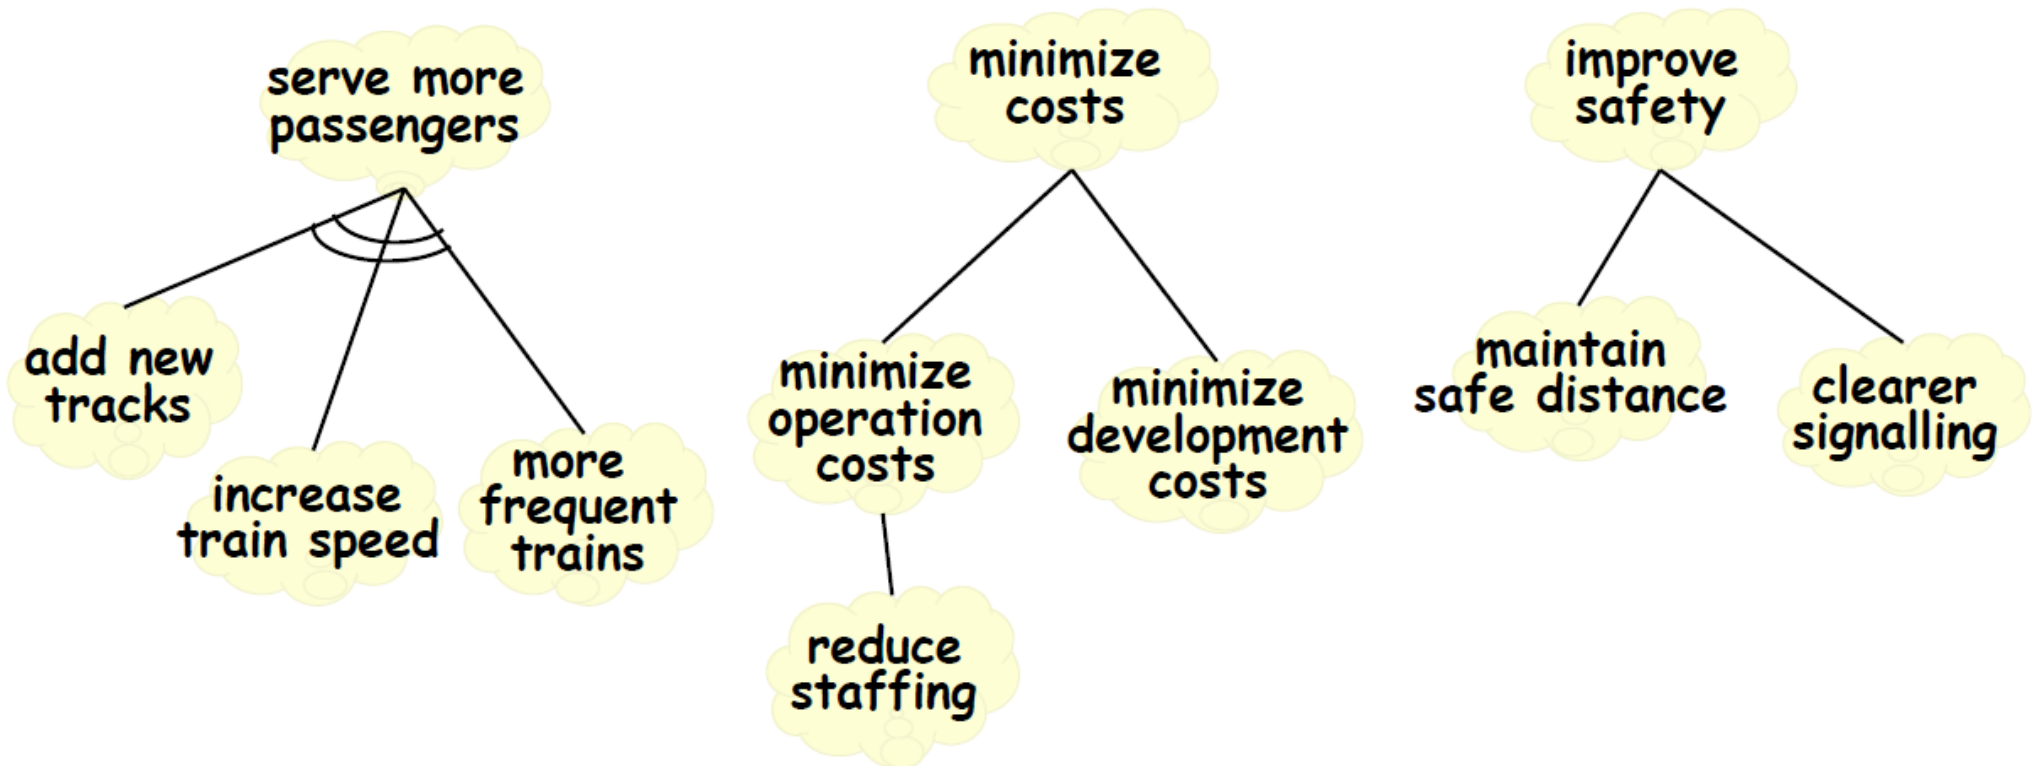 serve more
passengers
minimize
costs
improve
safety
add new
tracks
increase
train speed
more
frequent
trains
minimize
operation
costs
minimize
development
costs
maintain
safe distance
clearer
signalling
reduce
staffing